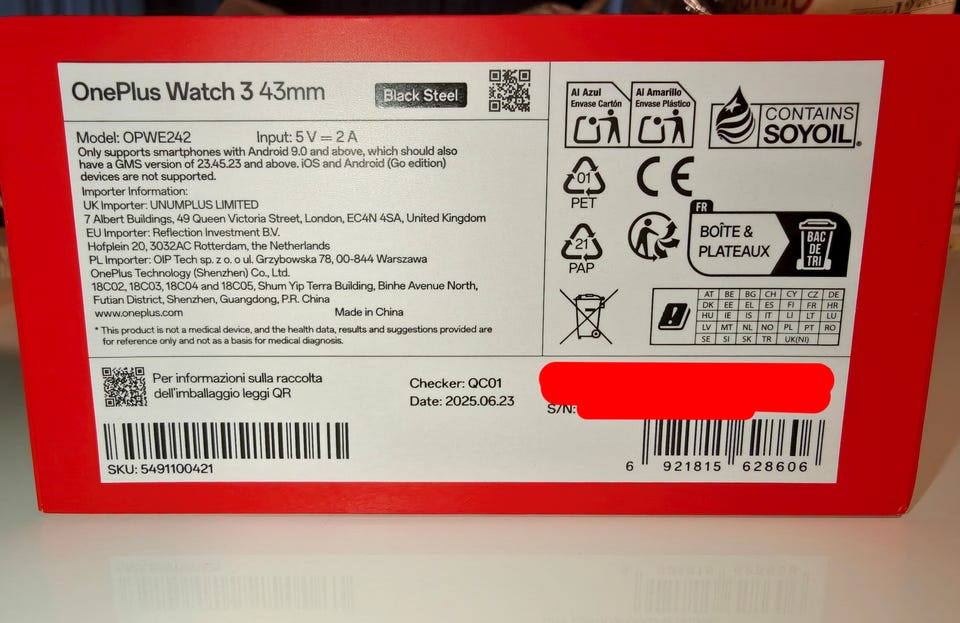 OnePlus Watch 3 43mm
Black Steel
Model: OPWE242 Input: 5 V ⎓ 2 A
Only supports smartphones with Android 9.0 and above, which should also
have a GMS version of 23.45.23 and above. iOS and Android (Go edition)
devices are not supported.
Importer Information:
UK Importer: UNUMPLUS LIMITED
7 Albert Buildings, 49 Queen Victoria Street, London, EC4N 4SA, United Kingdom
EU Importer: Reflection Investment B.V.
Hofplein 20, 3032AC Rotterdam, the Netherlands
PL Importer: OIP Tech sp. z o. o ul. Grzybowska 78, 00-844 Warszawa
OnePlus Technology (Shenzhen) Co., Ltd.
18C02, 18C03, 18C04 and 18C05, Shum Yip Terra Building, Binhe Avenue North,
Futian District, Shenzhen, Guangdong, P.R. China
www.oneplus.com Made in China
* This product is not a medical device, and the health data, results and suggestions provided are
for reference only and not as a basis for medical diagnosis.
Al Azul
Envase Cartón
Al Amarillo
Envase Plástico
CONTAINS
SOYOIL®
01
PET
CE
21
PAP
FR
BOÎTE &
PLATEAUX
BAC
DE
TRI
AT BE BG CH CY CZ DE
DK EE EL ES FI FR HR
HU IE IS IT LI LT LU
LV MT NL NO PL PT RO
SE SI SK TR UK(NI)
Per informazioni sulla raccolta
dell'imballaggio leggi QR
Checker: QC01
Date: 2025.06.23
S/N:
SKU: 5491100421
6 921815 628606